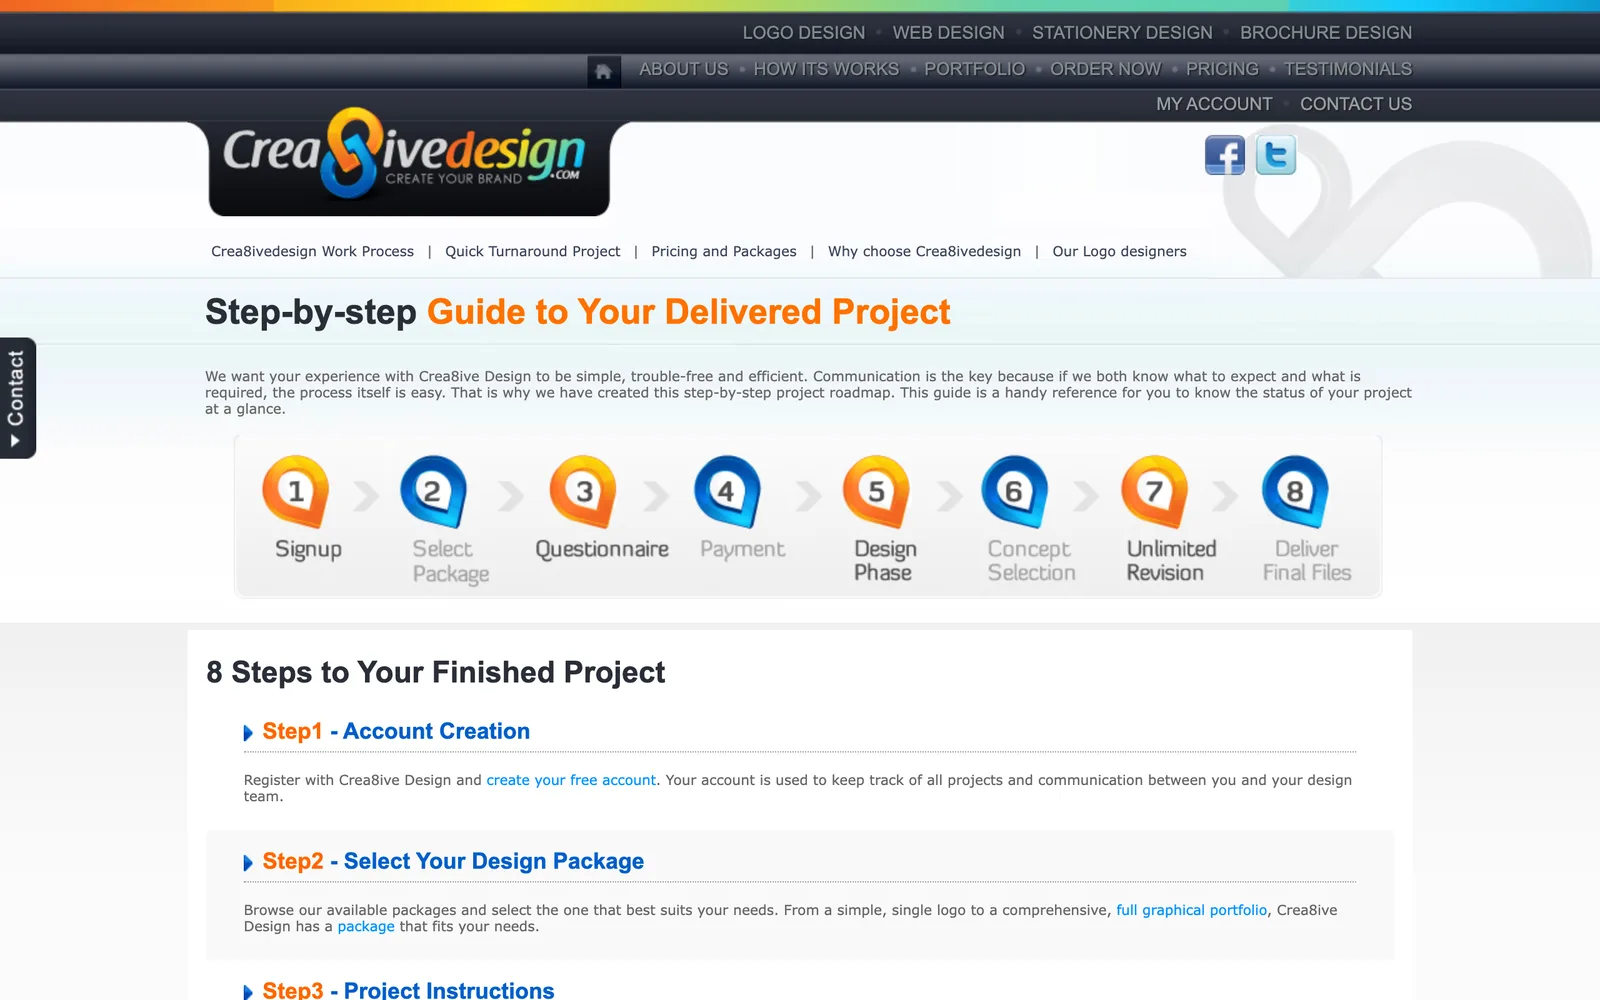 LOGO DESIGN • WEB DESIGN • STATIONERY DESIGN • BROCHURE DESIGN
ABOUT US • HOW ITS WORKS • PORTFOLIO • ORDER NOW • PRICING • TESTIMONIALS
MY ACCOUNT • CONTACT US
Crea8ivedesign.COM
CREATE YOUR BRAND
Crea8ivedesign Work Process | Quick Turnaround Project | Pricing and Packages | Why choose Crea8ivedesign | Our Logo designers
Step-by-step Guide to Your Delivered Project
Contact
We want your experience with Crea8ive Design to be simple, trouble-free and efficient. Communication is the key because if we both know what to expect and what is
required, the process itself is easy. That is why we have created this step-by-step project roadmap. This guide is a handy reference for you to know the status of your project
at a glance.
1 2 3 4 5 6 7 8
Signup
Select
Package
Questionnaire
Payment
Design
Phase
Concept
Selection
Unlimited
Revision
Deliver
Final Files
8 Steps to Your Finished Project
Step1 - Account Creation
Register with Crea8ive Design and create your free account. Your account is used to keep track of all projects and communication between you and your design
team.
Step2 - Select Your Design Package
Browse our available packages and select the one that best suits your needs. From a simple, single logo to a comprehensive, full graphical portfolio, Crea8ive
Design has a package that fits your needs.
Step3 - Project Instructions